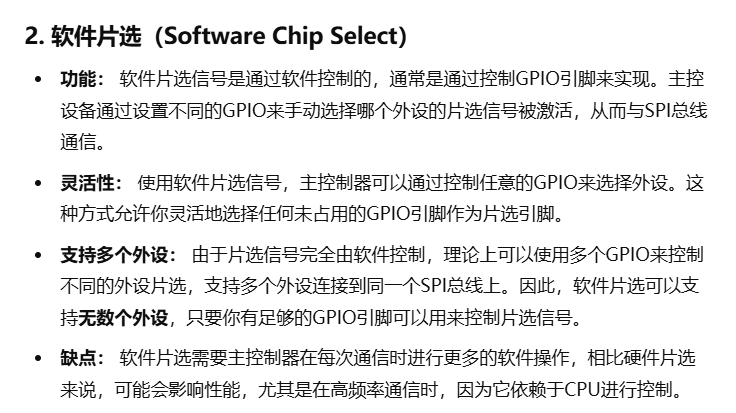 2. 软件片选（Software Chip Select）
• 功能： 软件片选信号是通过软件控制的，通常是通过控制GPIO引脚来实现。主控
设备通过设置不同的GPIO来手动选择哪个外设的片选信号被激活，从而与SPI总线
通信。
• 灵活性： 使用软件片选信号，主控制器可以通过控制任意的GPIO来选择外设。这
种方式允许你灵活地选择任何未占用的GPIO引脚作为片选引脚。
• 支持多个外设： 由于片选信号完全由软件控制，理论上可以使用多个GPIO来控制
不同的外设片选，支持多个外设连接到同一个SPI总线上。因此，软件片选可以支
持无数个外设，只要你有足够的GPIO引脚可以用来控制片选信号。
• 缺点： 软件片选需要主控制器在每次通信时进行更多的软件操作，相比硬件片选
来说，可能会影响性能，尤其是在高频率通信时，因为它依赖于CPU进行控制。